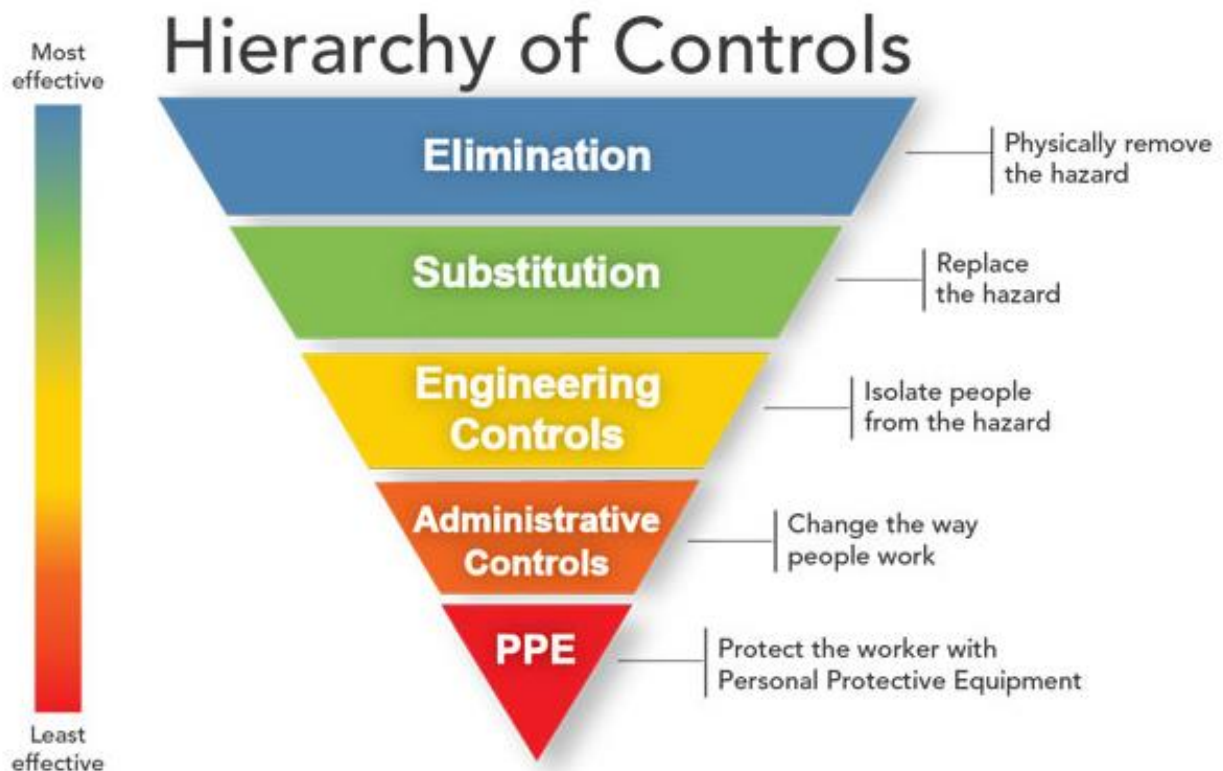 Hierarchy of Controls
Most
effective
Elimination
Physically remove
the hazard
Substitution
Replace
the hazard
Engineering
Controls
Isolate people
from the hazard
Administrative
Controls
Change the way
people work
PPE
Protect the worker with
Personal Protective Equipment
Least
effective